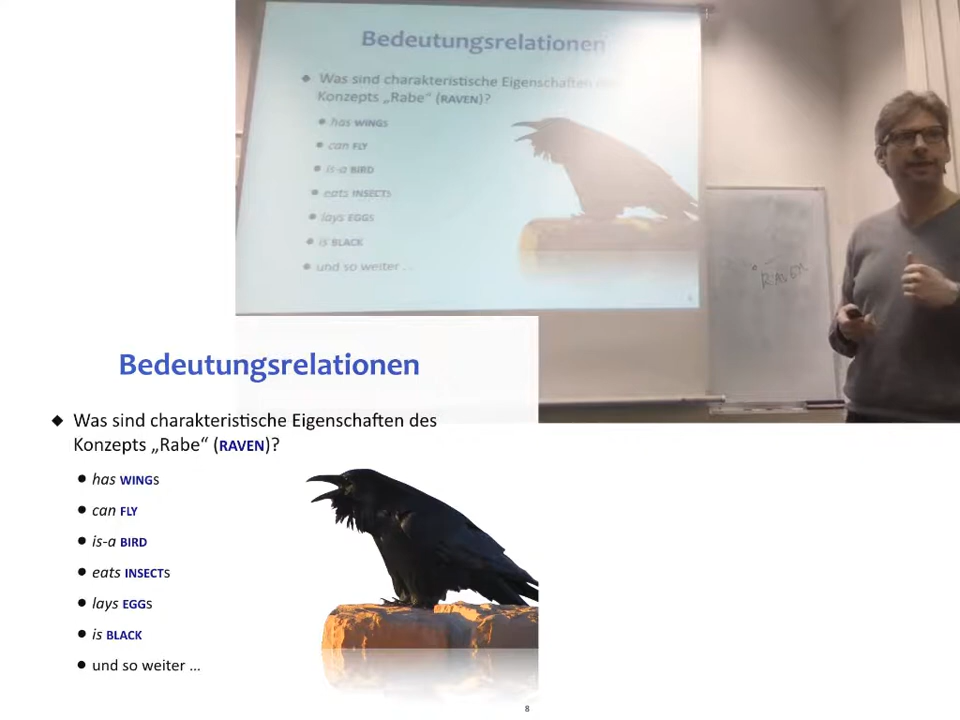 Bedeutungsrelationen
Was sind charakteristische Eigenschaften
Konzepts „Rabe“ (RAVEN)?
has WINGs
can FLY
is-a BIRD
eats INSECTs
lays EGGs
is BLACK
und so weiter ...
RAVEN
Bedeutungsrelationen
Was sind charakteristische Eigenschaften des
Konzepts „Rabe“ (RAVEN)?
has WINGs
can FLY
is-a BIRD
eats INSECTs
lays EGGs
is BLACK
und so weiter ...
8